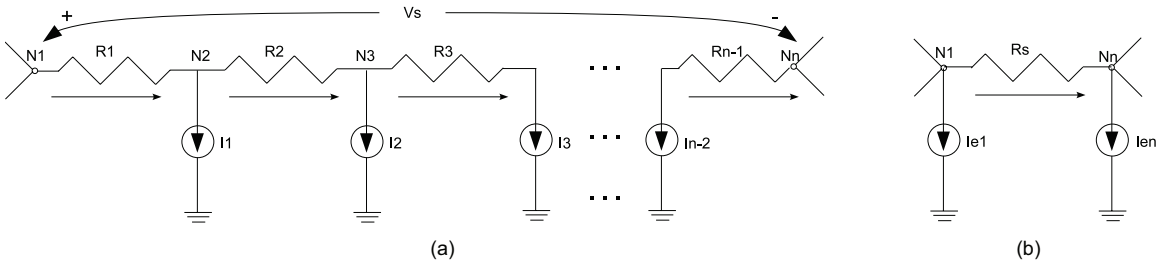 + Vs -
N1 R1 N2 R2 N3 R3 ... Rn-1 Nn
I1 I2 I3 ... In-2
...
(a)
N1 Rs Nn
Ie1 Ien
(b)